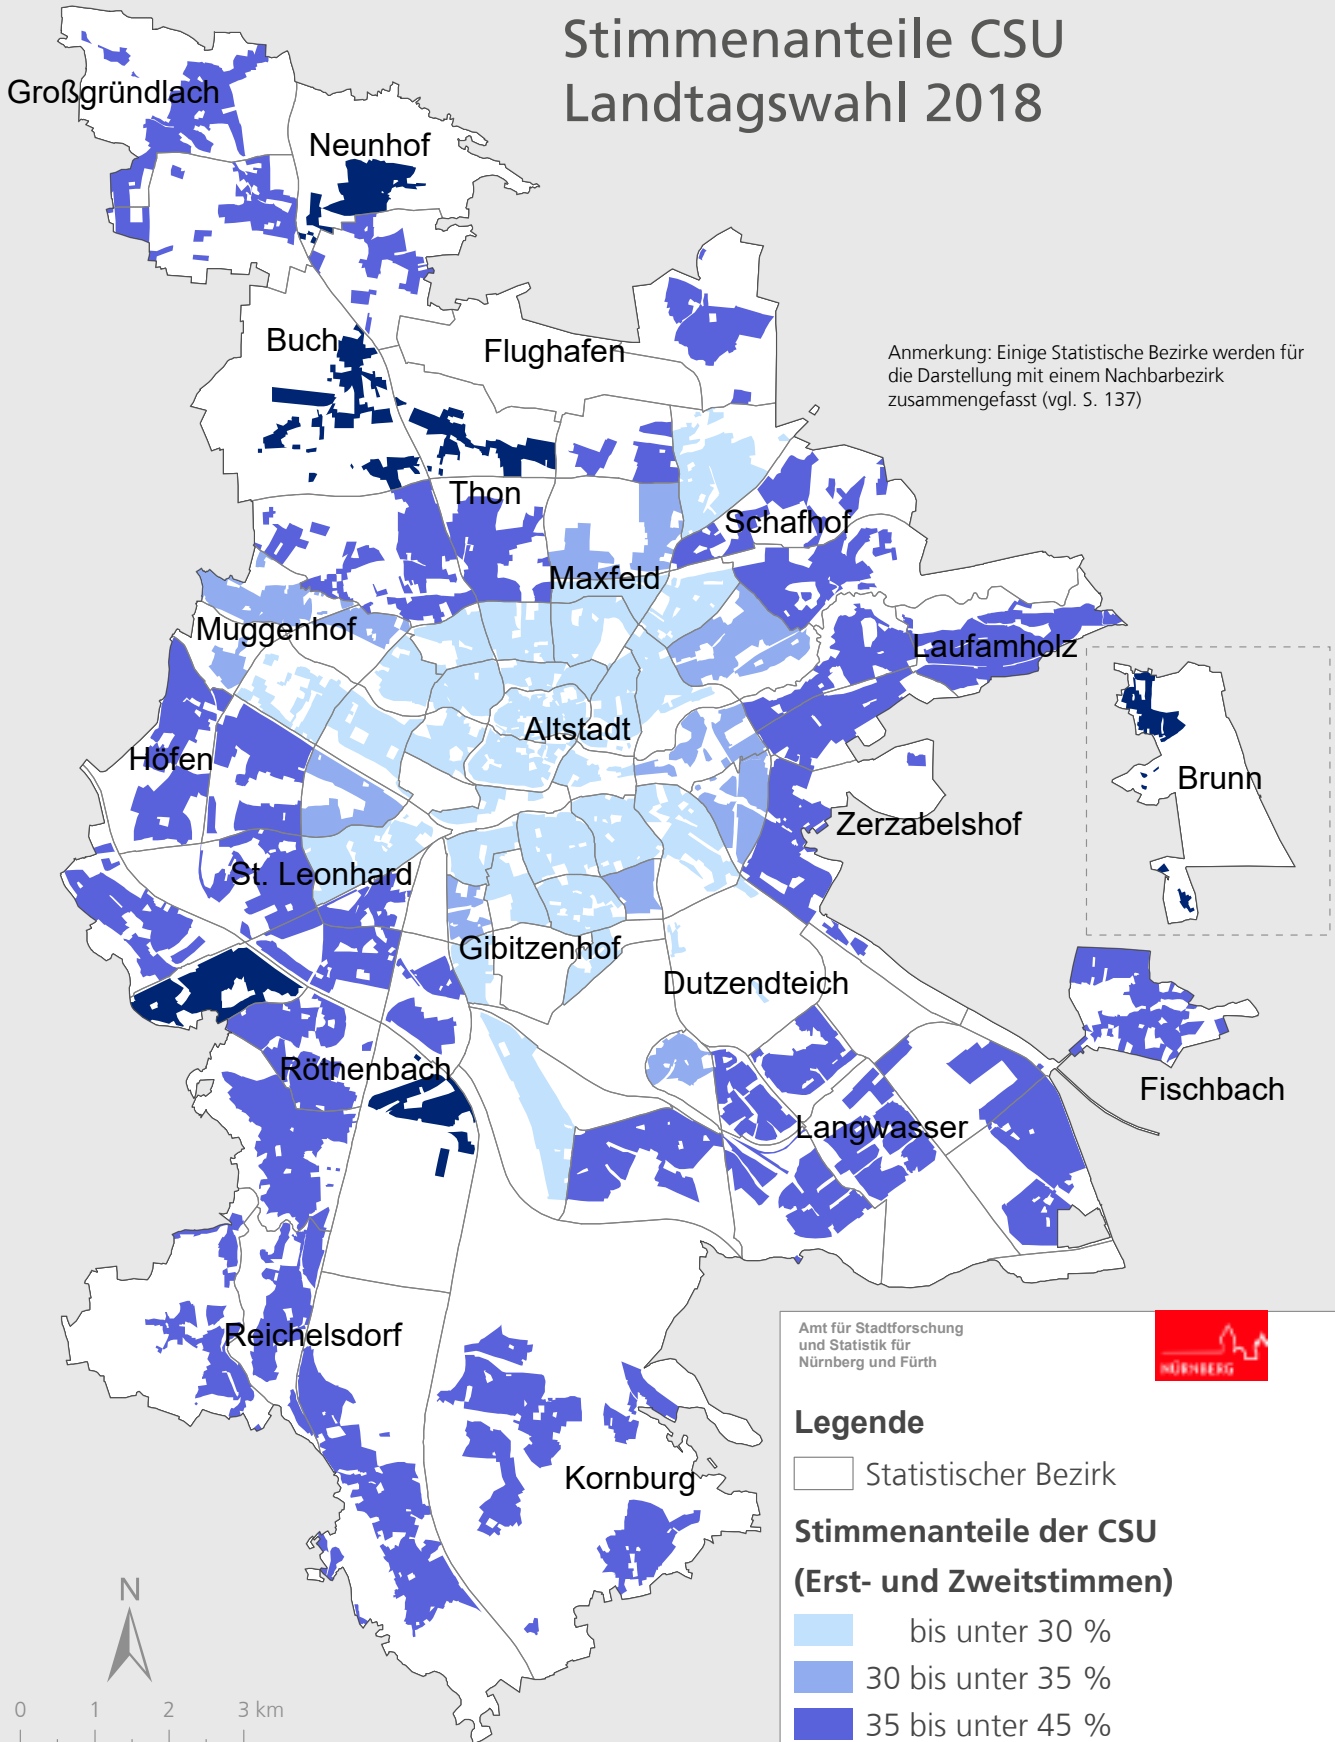 Stimmenanteile CSU
Landtagswahl 2018
Großgründlach
Neunhof
Buch
Flughafen
Anmerkung: Einige Statistische Bezirke werden für
die Darstellung mit einem Nachbarbezirk
zusammengefasst (vgl. S. 137)
Thon
Schafhof
Maxfeld
Muggenhof
Laufamholz
Altstadt
Höfen
Brunn
Zerzabelshof
St. Leonhard
Gibitzenhof
Dutzendteich
Röthenbach
Fischbach
Langwasser
Reichelsdorf
Kornburg
Amt für Stadtforschung
und Statistik für
Nürnberg und Fürth
NÜRNBERG
Legende
Statistischer Bezirk
Stimmenanteile der CSU
(Erst- und Zweitstimmen)
bis unter 30 %
30 bis unter 35 %
35 bis unter 45 %
N
0 1 2 3 km